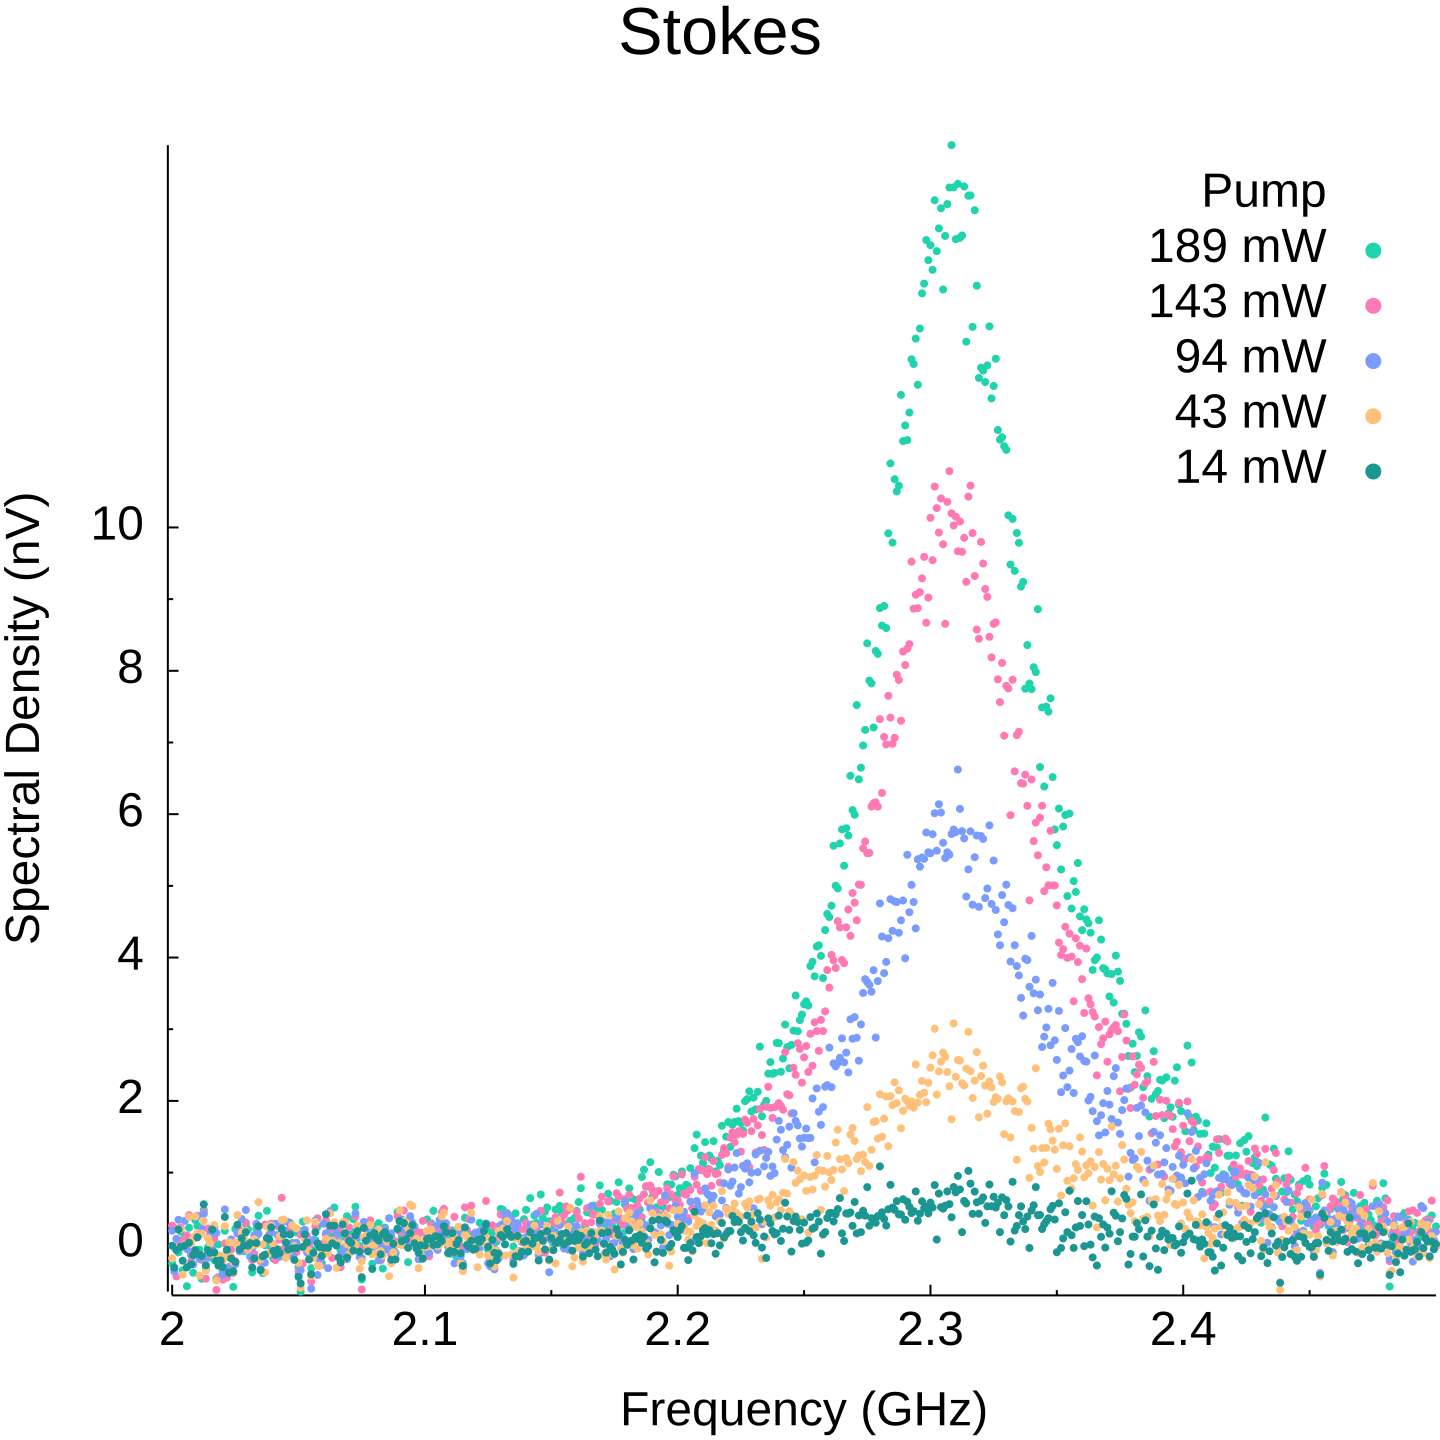 Stokes
Pump
189 mW
143 mW
94 mW
43 mW
14 mW
Spectral Density (nV)
10
8
6
4
2
0
2
2.1
2.2
2.3
2.4
Frequency (GHz)